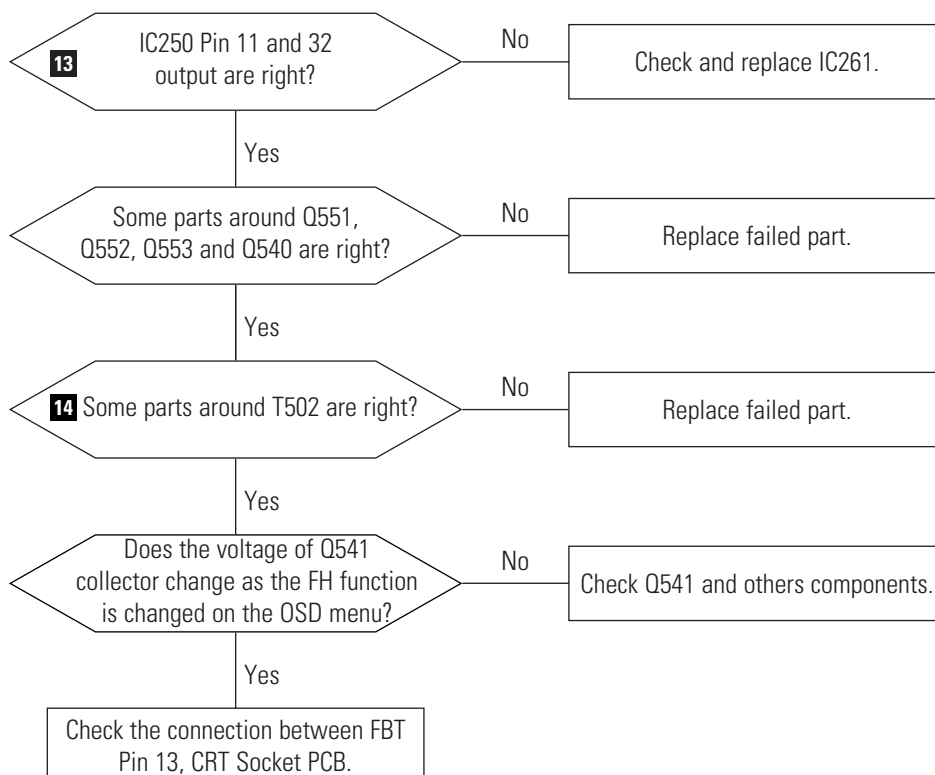 13
IC250 Pin 11 and 32
output are right?
No
Check and replace IC261.
Yes
Some parts around Q551,
Q552, Q553 and Q540 are right?
No
Replace failed part.
Yes
14 Some parts around T502 are right?
No
Replace failed part.
Yes
Does the voltage of Q541
collector change as the FH function
is changed on the OSD menu?
No
Check Q541 and others components.
Yes
Check the connection between FBT
Pin 13, CRT Socket PCB.